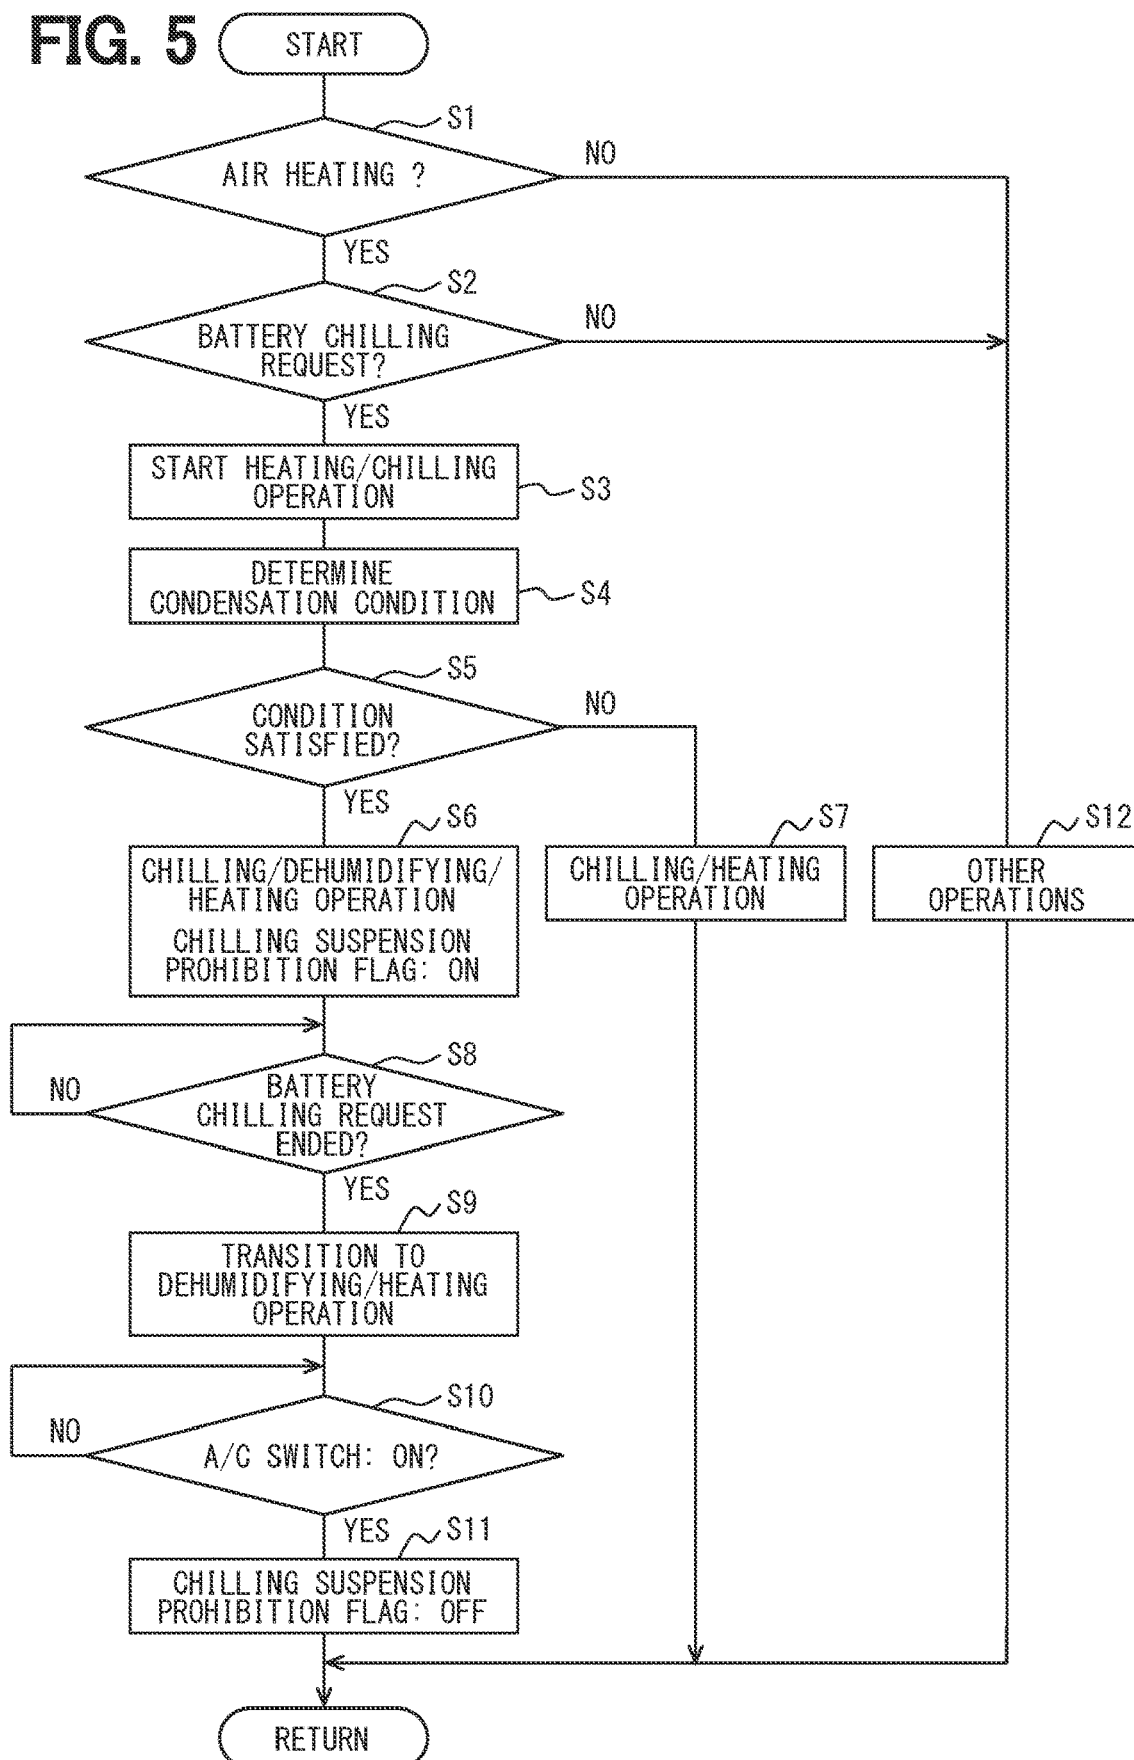 FIG. 5
START
S1
AIR HEATING ?
NO
YES
S2
BATTERY CHILLING
REQUEST?
NO
YES
START HEATING/CHILLING
OPERATION
S3
DETERMINE
CONDENSATION CONDITION
S4
S5
CONDITION
SATISFIED?
NO
YES
S6
CHILLING/DEHUMIDIFYING/
HEATING OPERATION
CHILLING SUSPENSION
PROHIBITION FLAG: ON
S7
CHILLING/HEATING
OPERATION
S12
OTHER
OPERATIONS
S8
BATTERY
CHILLING REQUEST
ENDED?
NO
YES
S9
TRANSITION TO
DEHUMIDIFYING/HEATING
OPERATION
S10
A/C SWITCH: ON?
NO
YES
S11
CHILLING SUSPENSION
PROHIBITION FLAG: OFF
RETURN